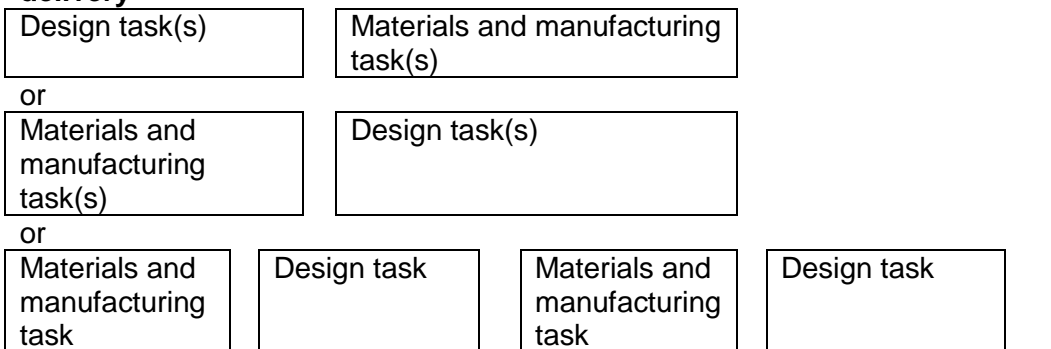 Design task(s) Materials and manufacturing
task(s)
or
Materials and Design task(s)
manufacturing
task(s)
or
Materials and Design task Materials and Design task
manufacturing manufacturing
task task